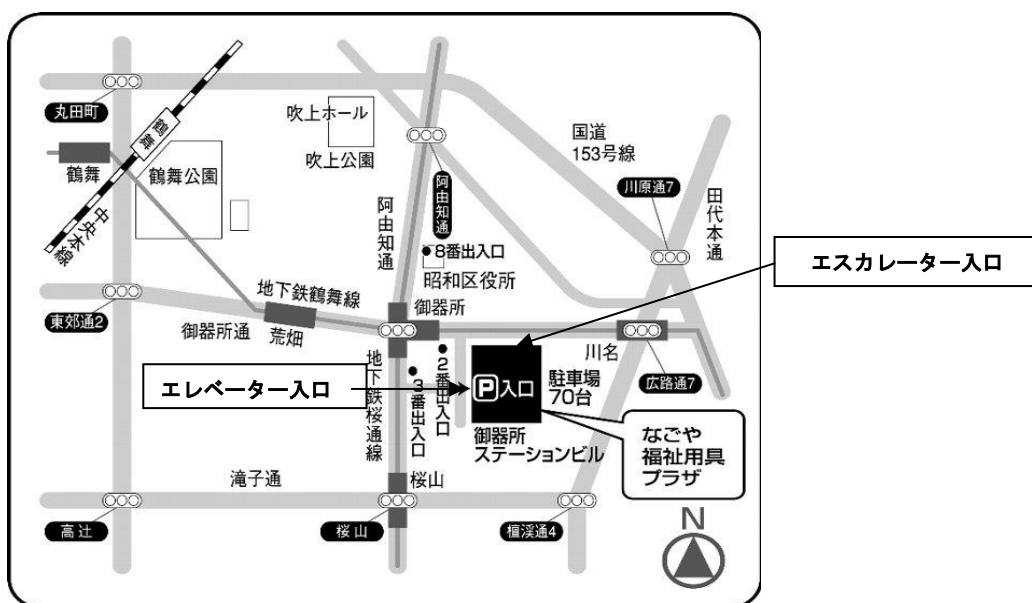 丸田町
鶴舞
鶴舞
鶴舞公園
中央本線
吹上ホール
吹上公園
阿由知通
阿由知通
国道
153号線
川原通7
田代本通
8番出入口
昭和区役所
エスカレーター入口
東郊通2
地下鉄鶴舞線
御器所通
荒畑
御器所
川名
広路通7
エレベーター入口
地下鉄桜通線
3番出入口
2番出入口
P入口
駐車場
70台
御器所
ステーションビル
なごや
福祉用具
プラザ
滝子通
桜山
高辻
桜山
檀渓通4
N